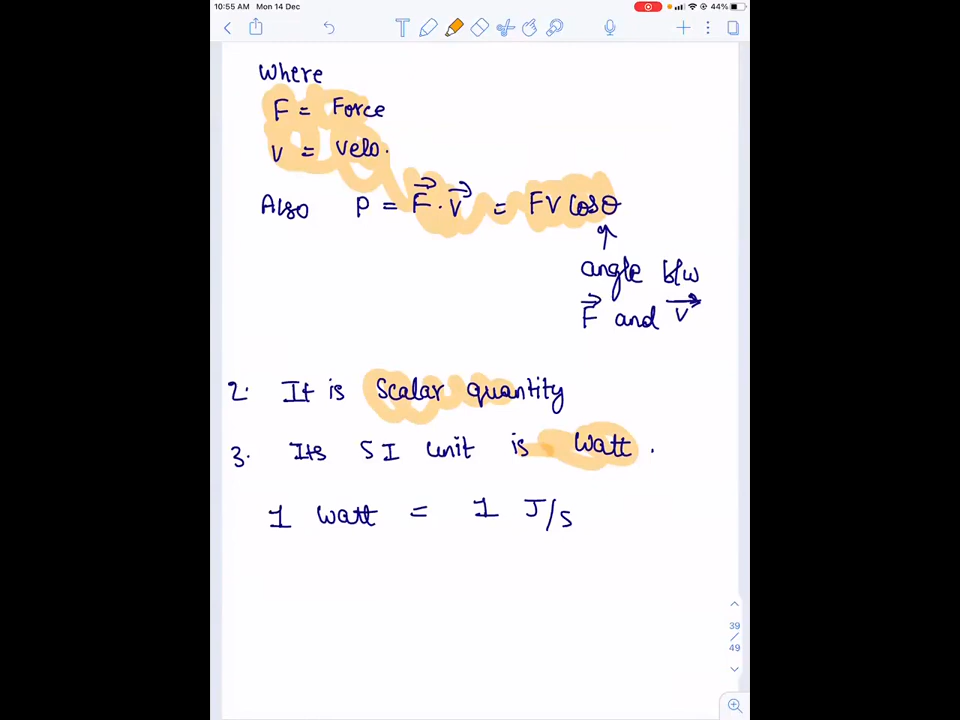 10:55 AM Mon 14 Dec
44%
Where
F = Force
V = Velo.
Also P = F⃗ . V⃗ = FV Cosθ
↑
angle b/w
F⃗ and V⃗
2. It is Scalar quantity
3. Its SI unit is Watt.
1 Watt = 1 J/s
39
/
49